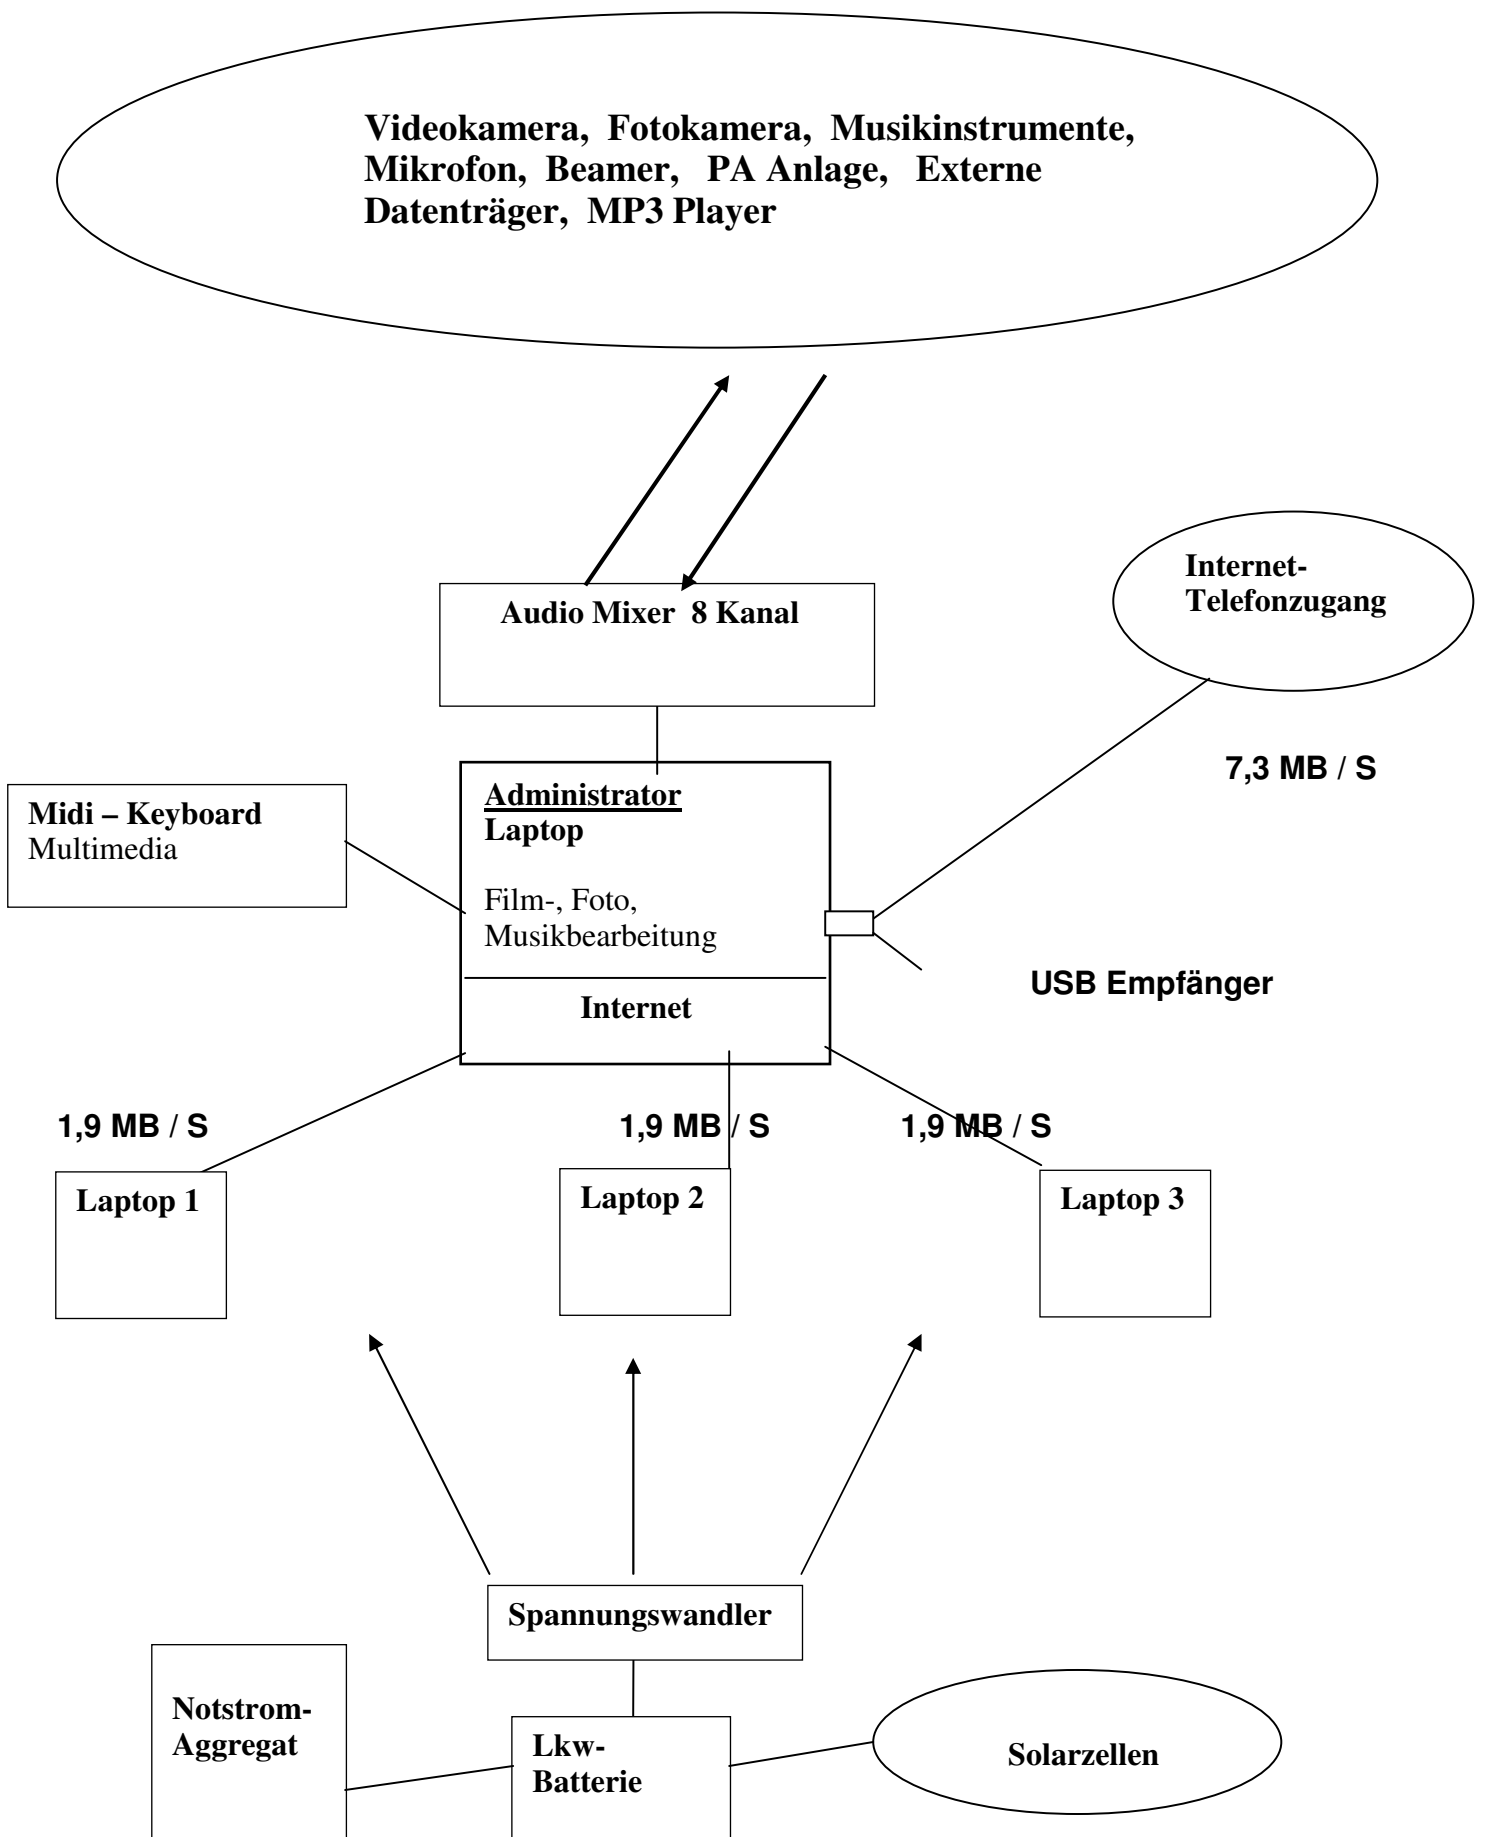 Videokamera, Fotokamera, Musikinstrumente,
Mikrofon, Beamer, PA Anlage, Externe
Datenträger, MP3 Player
Internet-
Telefonzugang
Audio Mixer 8 Kanal
7,3 MB / S
Midi – Keyboard
Multimedia
Administrator
Laptop
Film-, Foto,
Musikbearbeitung
Internet
USB Empfänger
1,9 MB / S
1,9 MB / S
1,9 MB / S
Laptop 1
Laptop 2
Laptop 3
Spannungswandler
Notstrom-
Aggregat
Lkw-
Batterie
Solarzellen